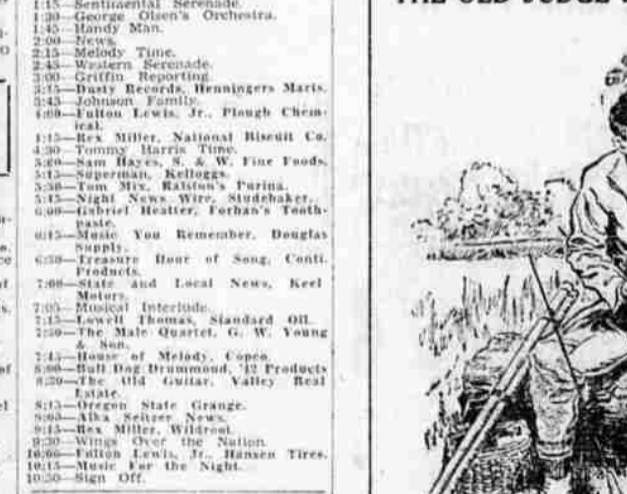 THE OLD JUDGE
1:15—Sentimental Serenade.
1:30—George Olsen's Orchestra.
1:45—Handy Man.
2:00—News.
2:15—Melody Time.
2:45—Western Serenade.
3:00—Griffin Reporting.
3:15—Dusty Records, Henningers Marts.
3:45—Johnson Family.
4:00—Fulton Lewis, Jr., Plough Chem-
ical.
4:15—Rex Miller, National Biscuit Co.
4:30—Tommy Harris Time.
5:00—Sam Hayes, S. & W. Fine Foods.
5:15—Superman, Kelloggs.
5:30—Tom Mix, Ralston's Purina.
5:45—Night News Wire, Studebaker.
6:00—Gabriel Heatter, Forhan's Tooth-
paste.
6:15—Music You Remember, Douglas
Supply.
6:30—Treasure Hour of Song, Conti
Products.
7:00—State and Local News, Keel
Motors.
7:05—Musical Interlude.
7:15—Lowell Thomas, Standard Oil.
7:30—The Male Quartet, G. W. Young
& Son.
7:45—House of Melody, Copco.
8:00—Bull Dog Drummond, '42 Products
8:30—The Old Guitar, Valley Real
Estate.
8:15—Oregon State Grange.
9:00—Alka Seltzer News.
9:15—Rex Miller, Wildroot.
9:30—Wings Over the Nation.
10:00—Fulton Lewis, Jr., Hansen Tires.
10:15—Music For the Night.
10:30—Sign Off.